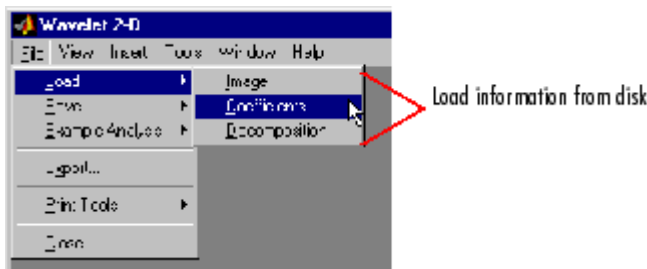 Wavelet 2-D
File View Insert Tools Window Help
Load
Image
Save
Coefficients
Example Analysis
Decomposition
Export...
Print Tools
Close
Load information from disk